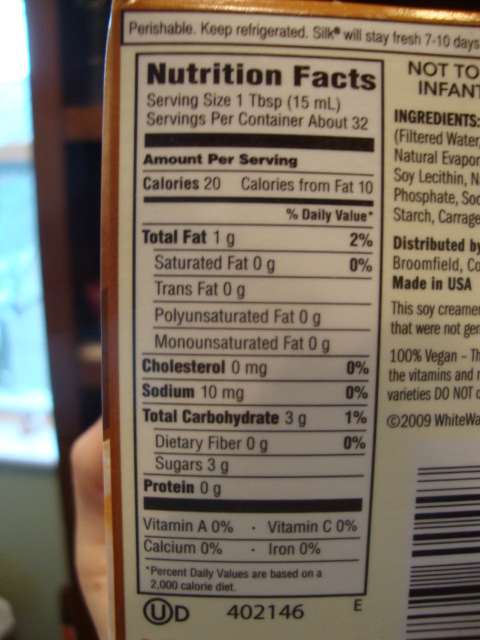 Perishable. Keep refrigerated. Silk® will stay fresh 7-10 days
Nutrition Facts
Serving Size 1 Tbsp (15 mL)
Servings Per Container About 32
Amount Per Serving
Calories 20 Calories from Fat 10
% Daily Value*
Total Fat 1 g 2%
Saturated Fat 0 g 0%
Trans Fat 0 g
Polyunsaturated Fat 0 g
Monounsaturated Fat 0 g
Cholesterol 0 mg 0%
Sodium 10 mg 0%
Total Carbohydrate 3 g 1%
Dietary Fiber 0 g 0%
Sugars 3 g
Protein 0 g
Vitamin A 0% · Vitamin C 0%
Calcium 0% · Iron 0%
*Percent Daily Values are based on a
2,000 calorie diet.
UD 402146 E
NOT TO
INFANT
INGREDIENTS:
(Filtered Water,
Natural Evapor
Soy Lecithin, N
Phosphate, So
Starch, Carrage
Distributed by
Broomfield, Co
Made in USA
This soy creame
that were not gen
100% Vegan – Th
the vitamins and
varieties DO NOT
©2009 WhiteWa